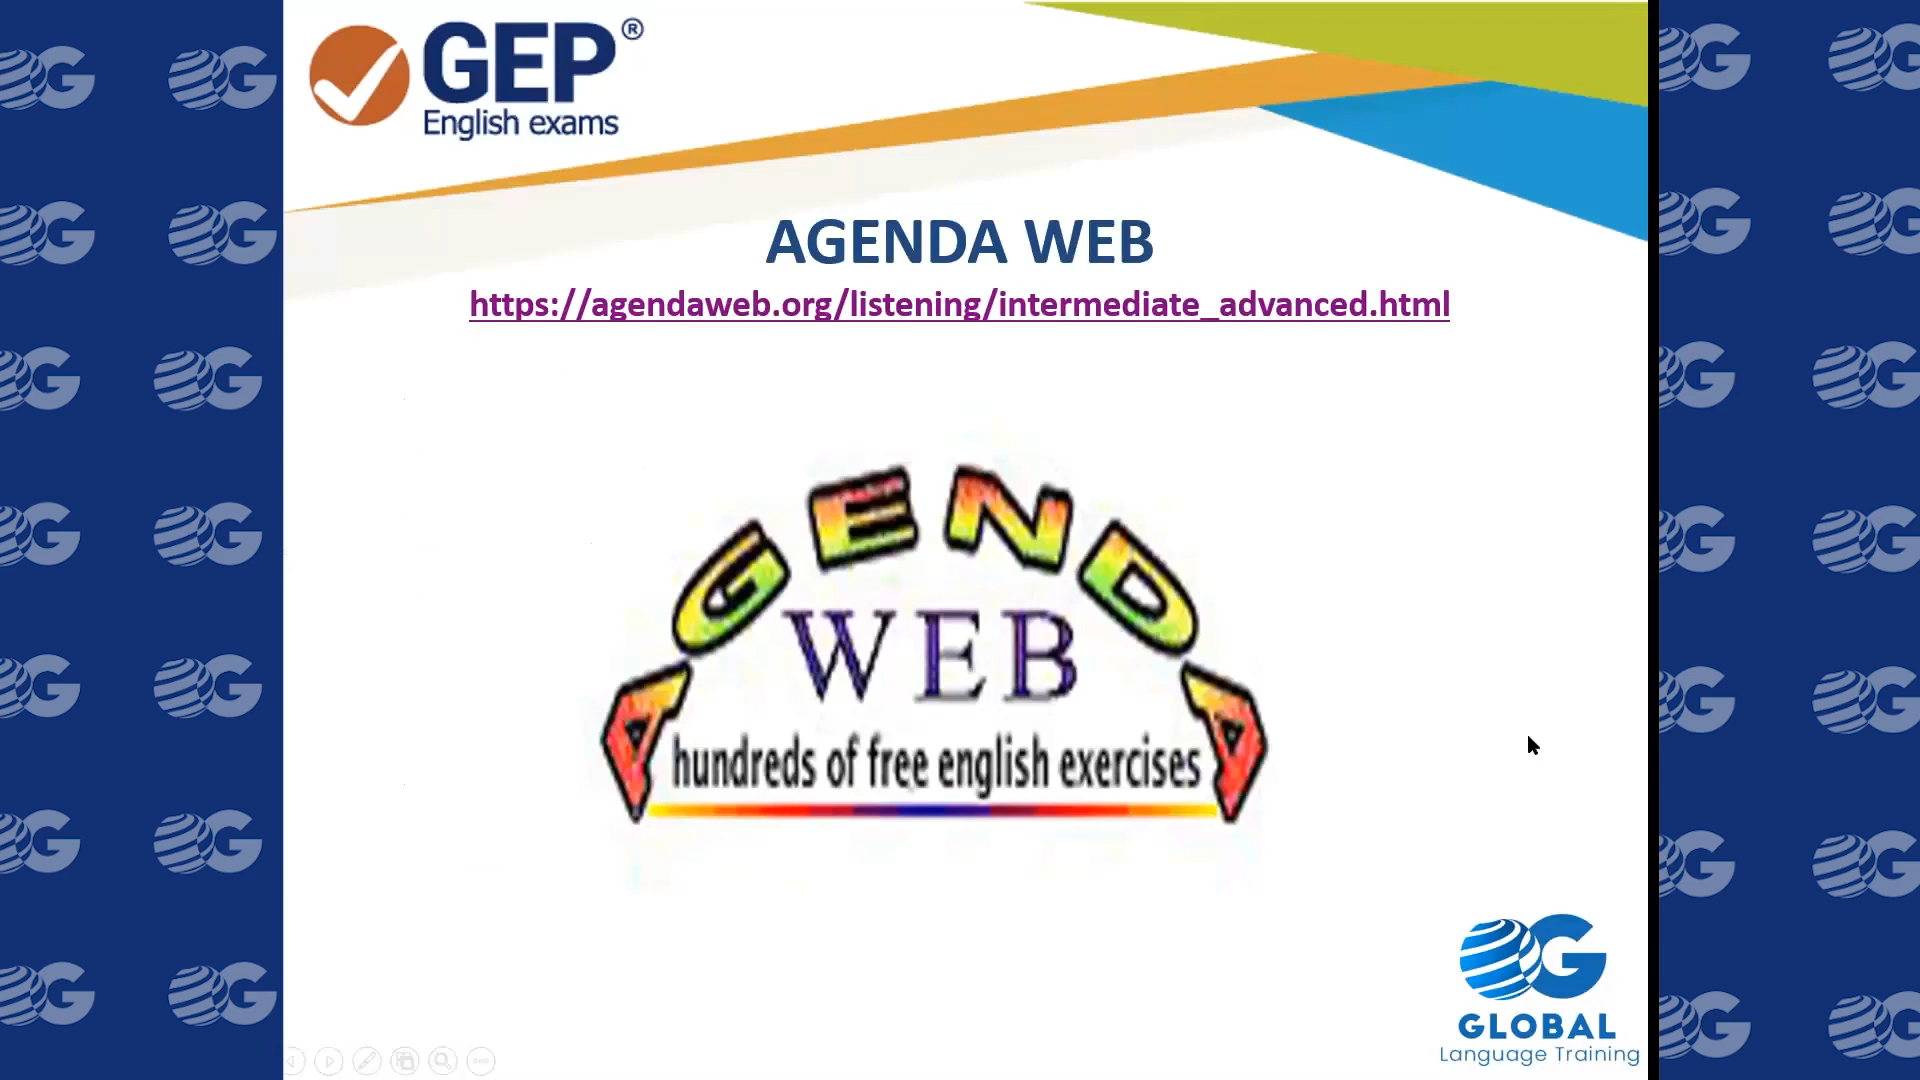 GEP®
English exams
AGENDA WEB
https://agendaweb.org/listening/intermediate_advanced.html
AGENDA
WEB
hundreds of free english exercises
GLOBAL
Language Training